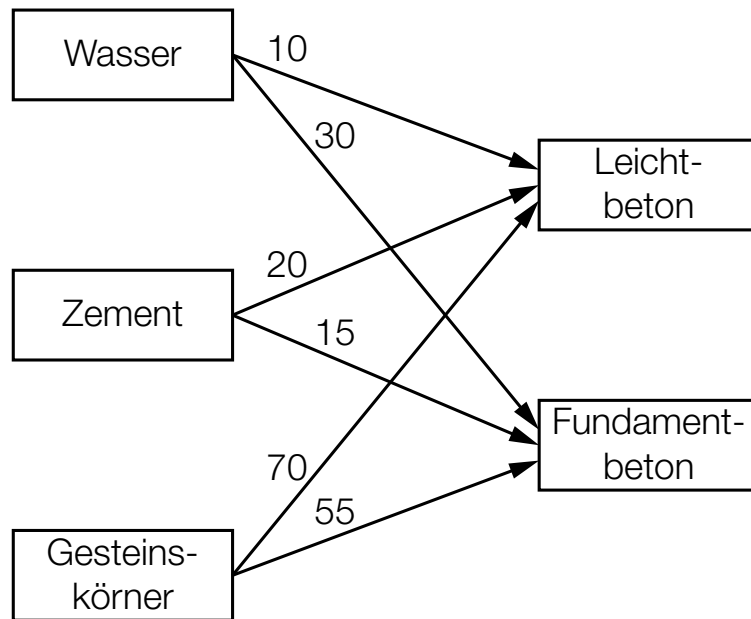 Wasser
10
30
Leicht-
beton
Zement
20
15
Fundament-
beton
70
55
Gesteins-
körner